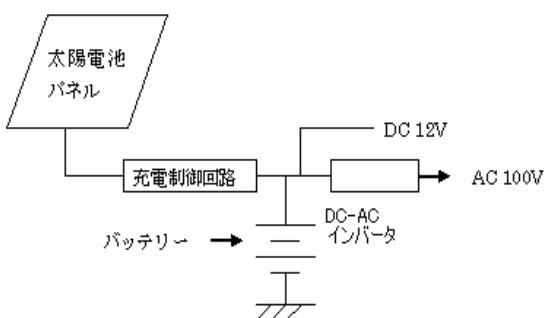 太陽電池
パネル
DC 12V
充電制御回路
AC 100V
DC-AC
インバータ
バッテリー